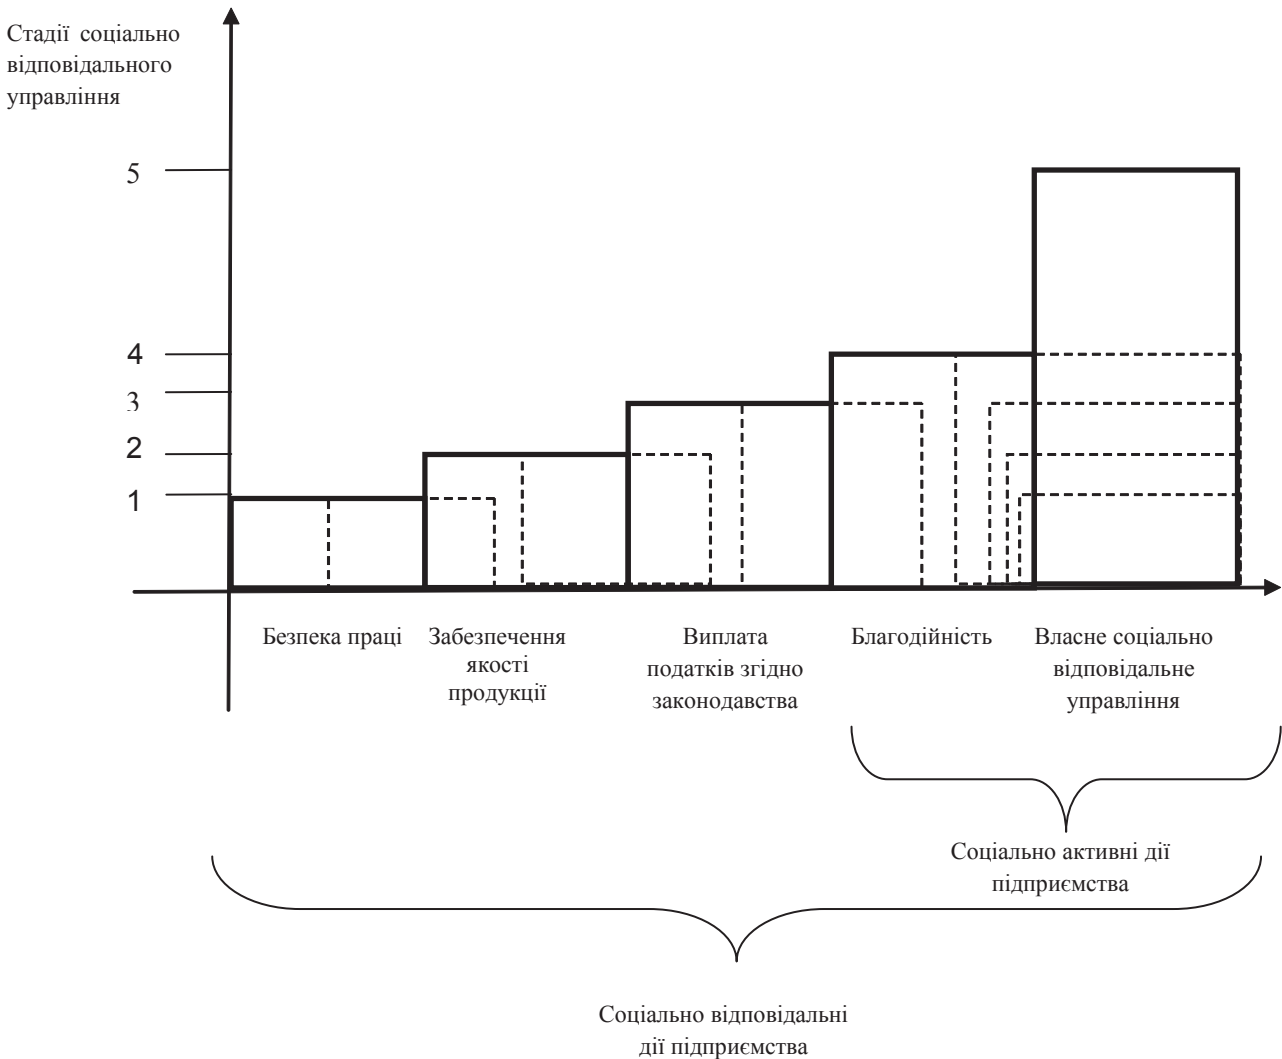 Стадії соціально
відповідального
управління
5
4
3
2
1
Безпека праці
Забезпечення
якості
продукції
Виплата
податків згідно
законодавства
Благодійність
Власне соціально
відповідальне
управління
Соціально активні дії
підприємства
Соціально відповідальні
дії підприємства